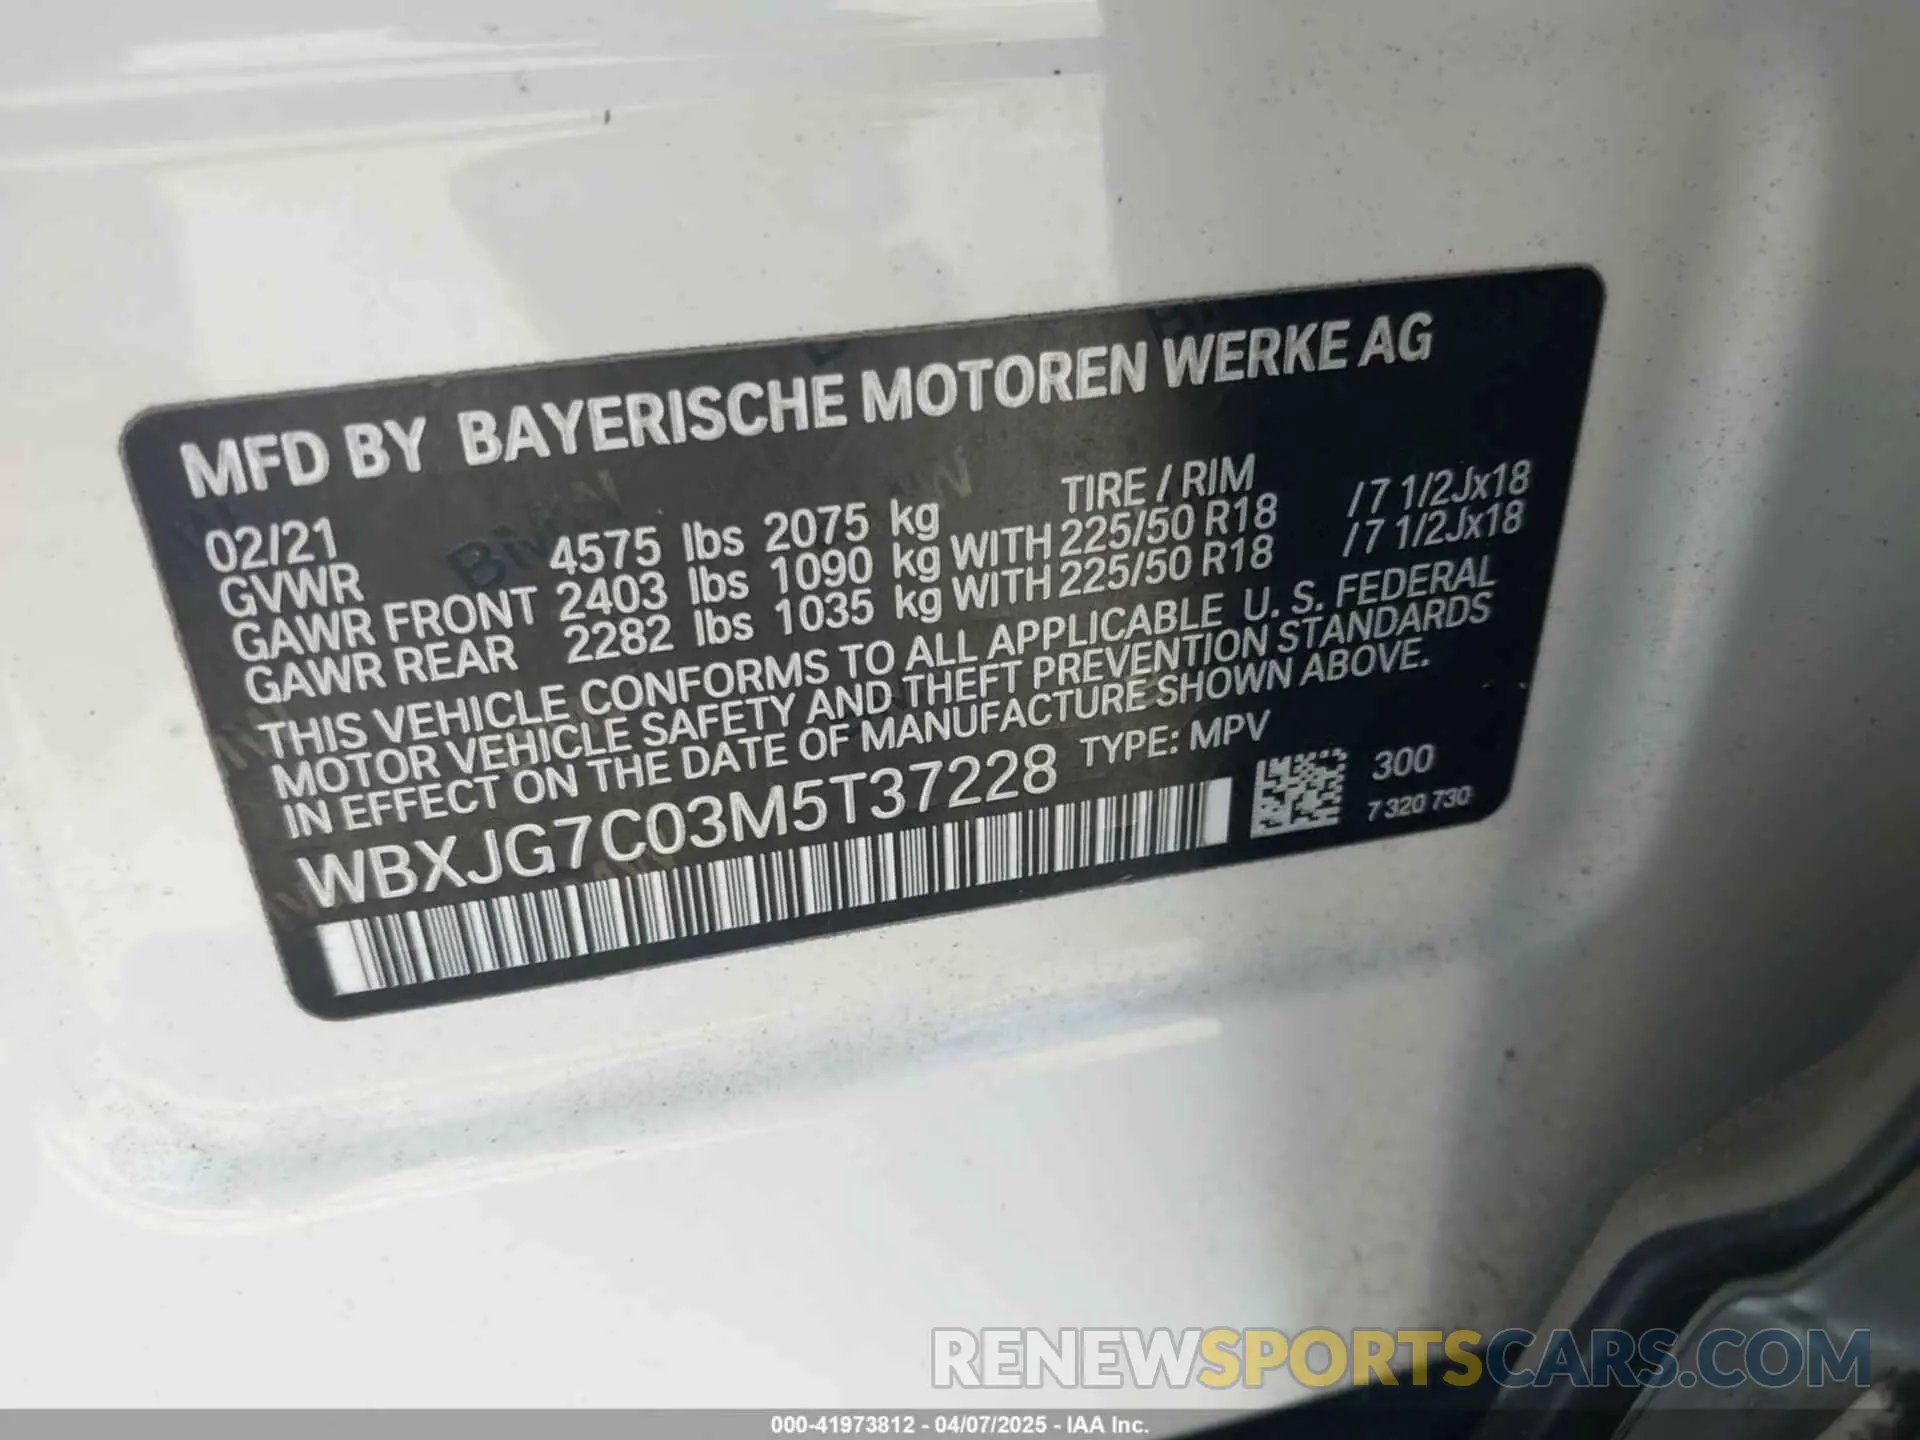 MFD BY BAYERISCHE MOTOREN WERKE AG
02/21 TIRE / RIM
GVWR 4575 lbs 2075 kg
GAWR FRONT 2403 lbs 1090 kg WITH 225/50 R18 /7 1/2Jx18
GAWR REAR 2282 lbs 1035 kg WITH 225/50 R18 /7 1/2Jx18
THIS VEHICLE CONFORMS TO ALL APPLICABLE U. S. FEDERAL
MOTOR VEHICLE SAFETY AND THEFT PREVENTION STANDARDS
IN EFFECT ON THE DATE OF MANUFACTURE SHOWN ABOVE.
WBXJG7C03M5T37228 TYPE: MPV
300
7 320 730
RENEWSPORTSCARS.COM
000-41973812 - 04/07/2025 - IAA Inc.